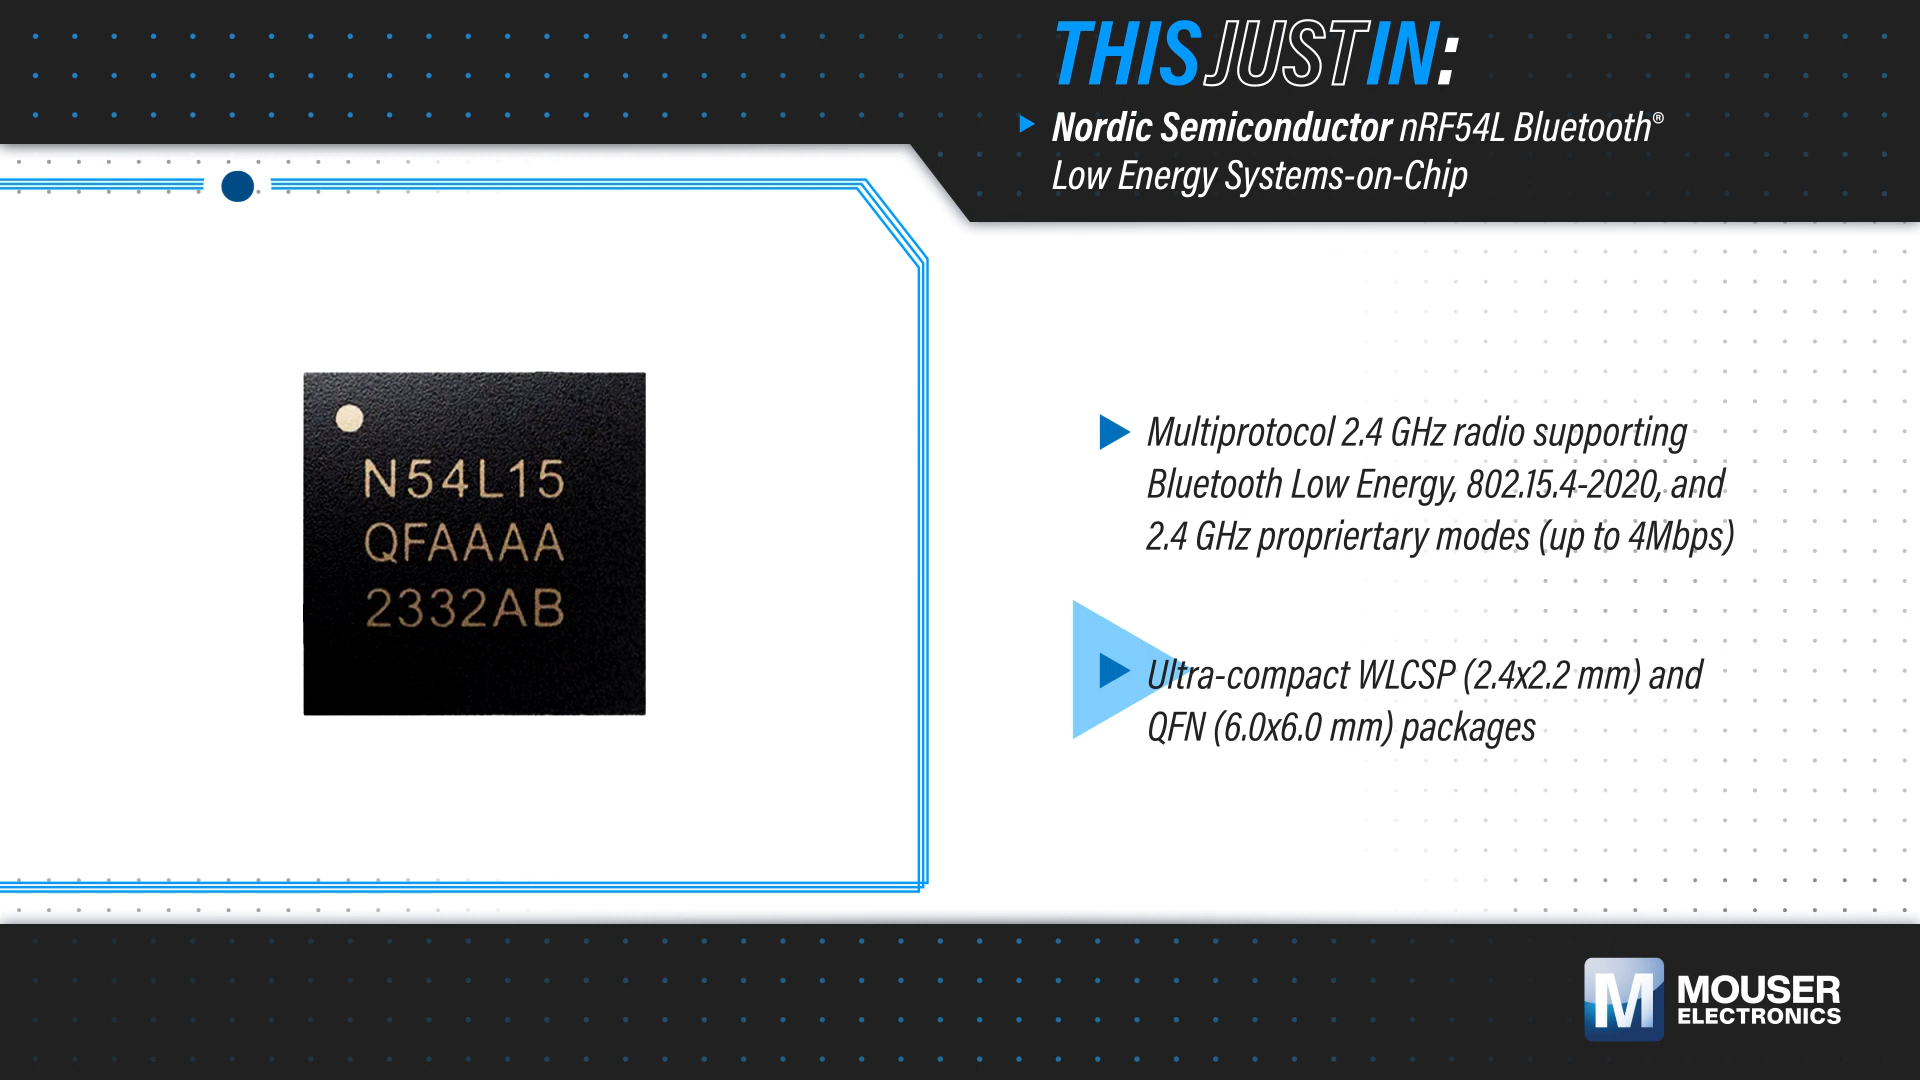 THIS JUST IN:
Nordic Semiconductor nRF54L Bluetooth®
Low Energy Systems-on-Chip
N54L15
QFAAAA
2332AB
Multiprotocol 2.4 GHz radio supporting
Bluetooth Low Energy, 802.15.4-2020, and
2.4 GHz propriertary modes (up to 4Mbps)
Ultra-compact WLCSP (2.4x2.2 mm) and
QFN (6.0x6.0 mm) packages
M
MOUSER
ELECTRONICS